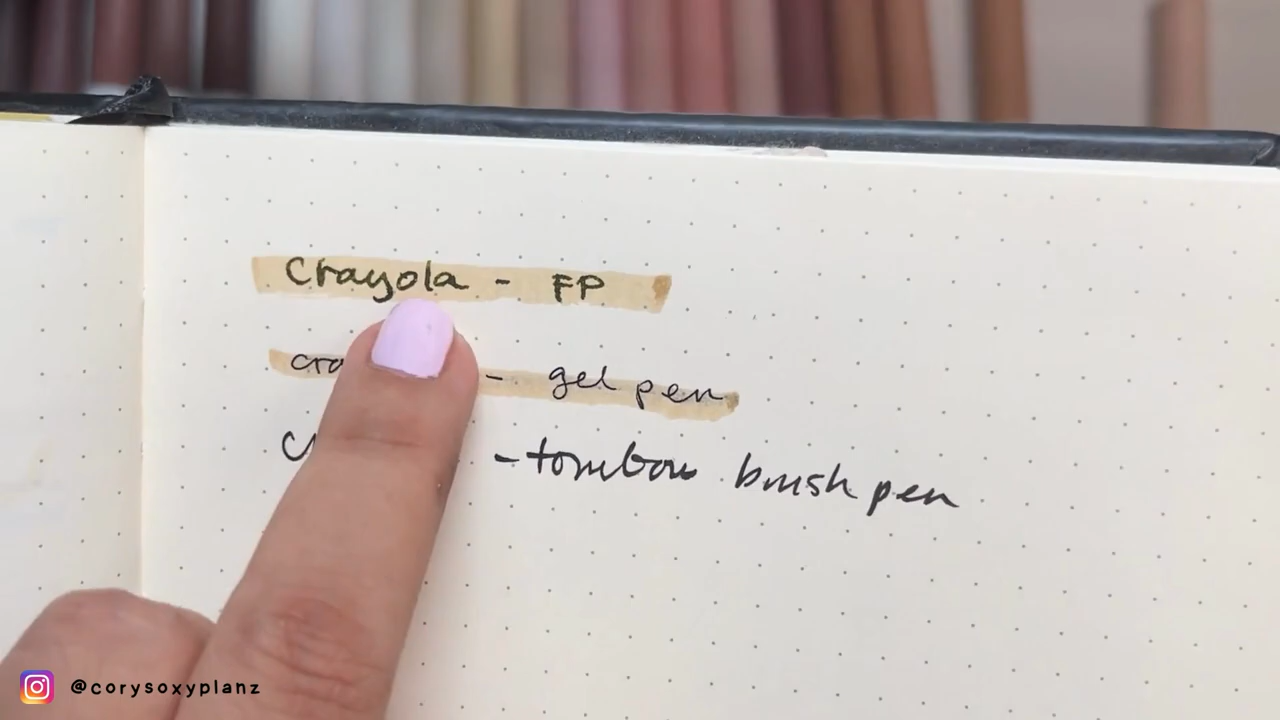 Crayola - FP
- gel pen
- tombow brush pen
@corysoxyplanz